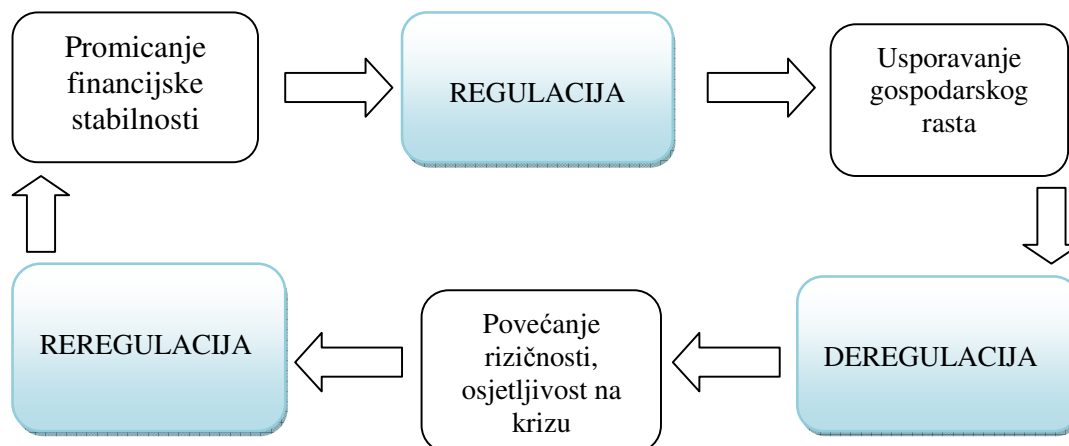 Promicanje
financijske
stabilnosti
REGULACIJA
Usporavanje
gospodarskog
rasta
REREGULACIJA
Povećanje
rizičnosti,
osjetljivost na
krizu
DEREGULACIJA